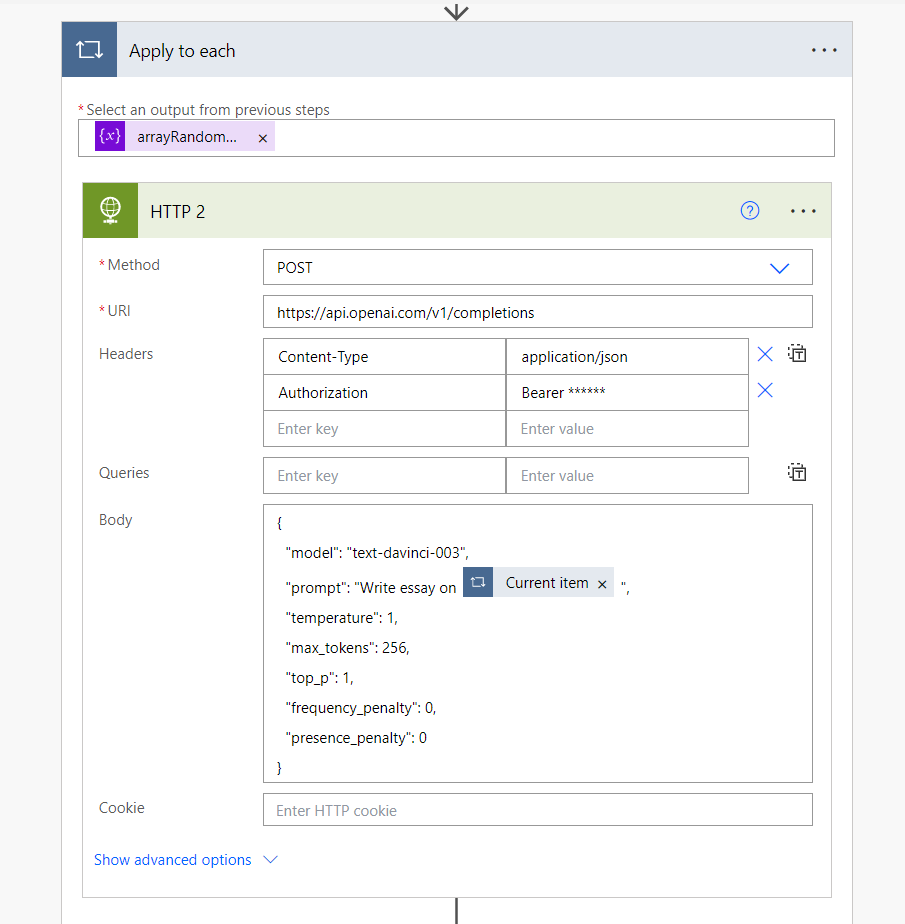 Apply to each
* Select an output from previous steps
{x} arrayRandom... ×
HTTP 2
* Method
POST
* URI
https://api.openai.com/v1/completions
Headers
Content-Type application/json
Authorization Bearer ******
Enter key Enter value
Queries
Enter key Enter value
Body
{
"model": "text-davinci-003",
"prompt": "Write essay on Current item × ",
"temperature": 1,
"max_tokens": 256,
"top_p": 1,
"frequency_penalty": 0,
"presence_penalty": 0
}
Cookie
Enter HTTP cookie
Show advanced options